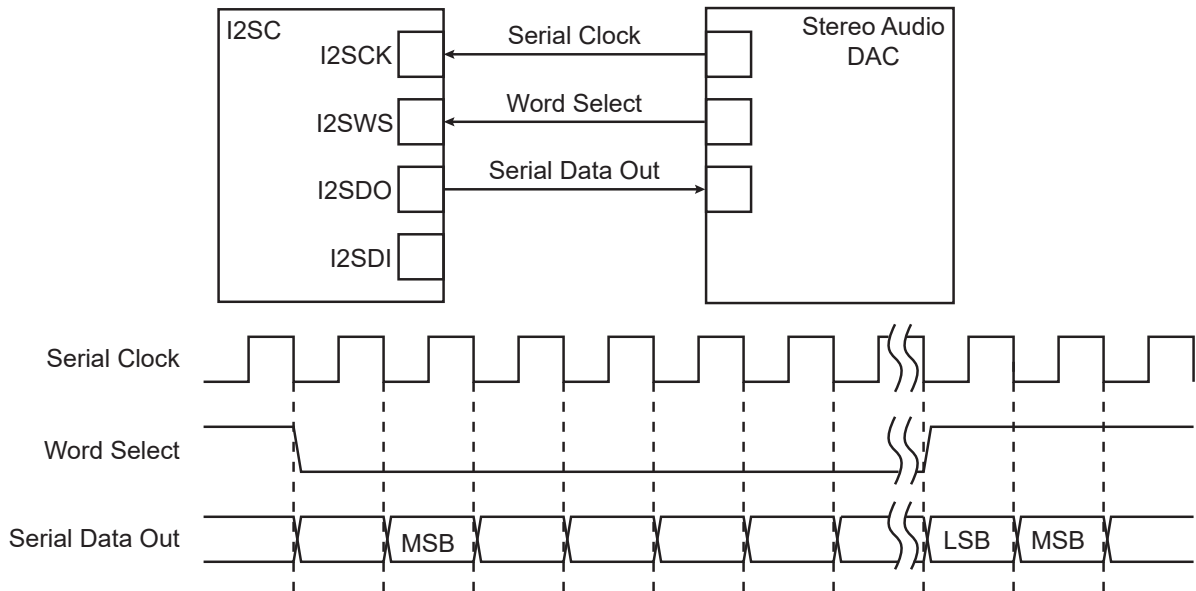 I2SC
Stereo Audio
DAC
I2SCK
Serial Clock
I2SWS
Word Select
I2SDO
Serial Data Out
I2SDI
Serial Clock
Word Select
Serial Data Out
MSB
LSB
MSB